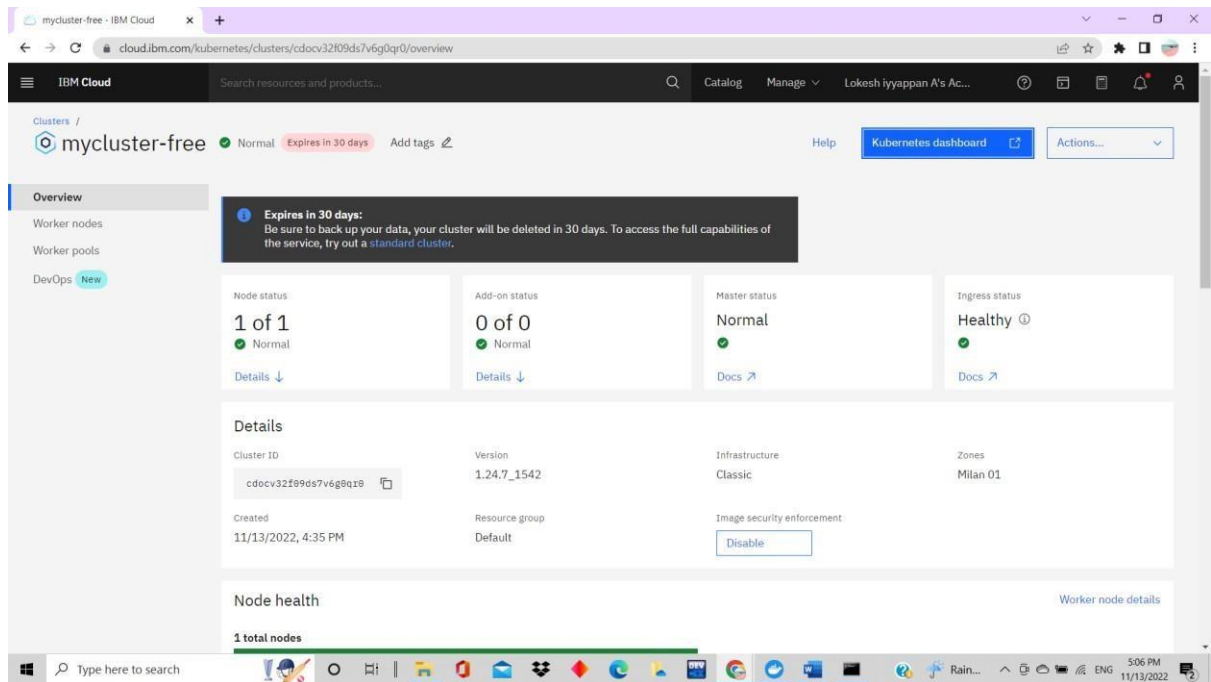 mycluster-free - IBM Cloud
cloud.ibm.com/kubernetes/clusters/cdocv32f09ds7v6g0qr0/overview
IBM Cloud
Search resources and products...
Catalog
Manage
Lokesh iyyappan A's Ac...
Clusters /
mycluster-free
Normal
Expires in 30 days
Add tags
Help
Kubernetes dashboard
Actions...
Overview
Worker nodes
Worker pools
DevOps New
Expires in 30 days:
Be sure to back up your data, your cluster will be deleted in 30 days. To access the full capabilities of
the service, try out a standard cluster.
Node status
1 of 1
Normal
Details
Add-on status
0 of 0
Normal
Details
Master status
Normal
Docs
Ingress status
Healthy
Docs
Details
Cluster ID
cdocv32f09ds7v6g0qr0
Version
1.24.7_1542
Infrastructure
Classic
Zones
Milan 01
Created
11/13/2022, 4:35 PM
Resource group
Default
Image security enforcement
Disable
Node health
Worker node details
1 total nodes
Type here to search
Rain...
ENG
5:06 PM
11/13/2022
2